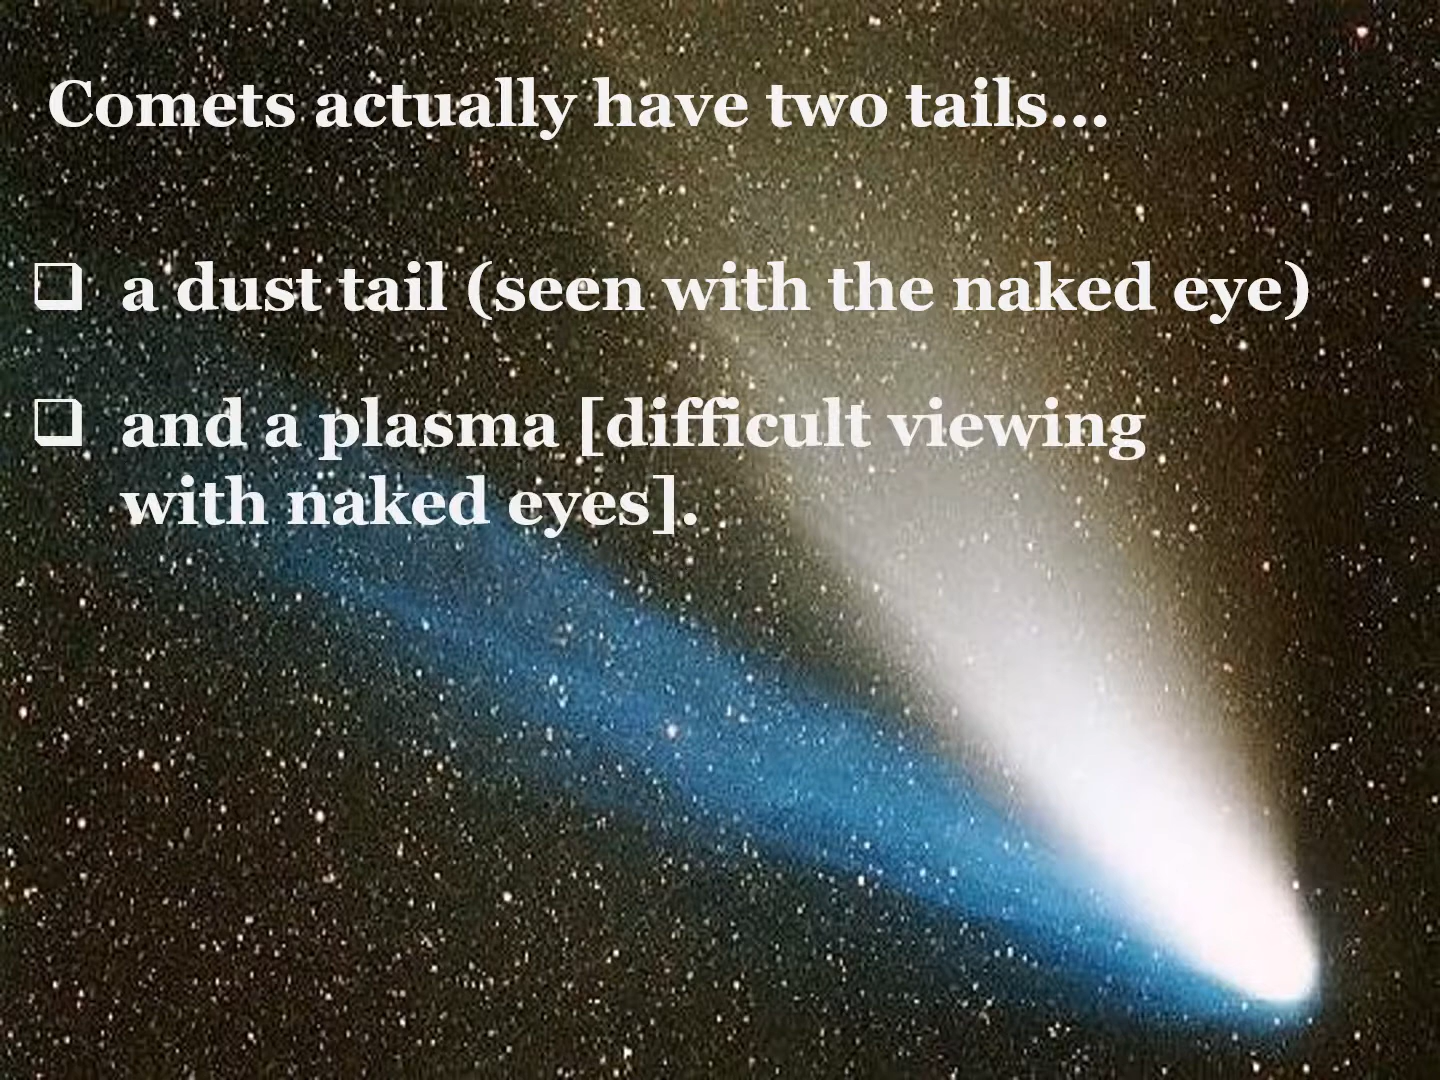 Comets actually have two tails...
❑ a dust tail (seen with the naked eye)
❑ and a plasma [difficult viewing
with naked eyes].